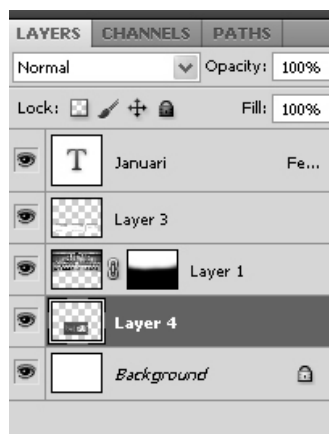 LAYERS CHANNELS PATHS
Normal Opacity: 100%
Lock: Fill: 100%
T Januari Fe...
Layer 3
Layer 1
Layer 4
Background